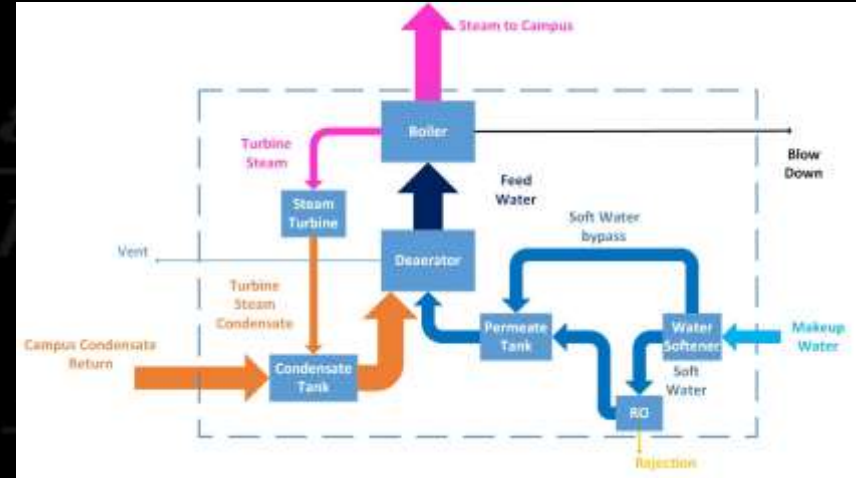 Steam to Campus
Boiler
Turbine
Steam
Blow
Down
Feed
Water
Steam
Turbine
Soft Water
bypass
Vent
Deaerator
Turbine
Steam
Condensate
Campus Condensate
Return
Permeate
Tank
Water
Softener
Makeup
Water
Condensate
Tank
Soft
Water
RO
Rejection